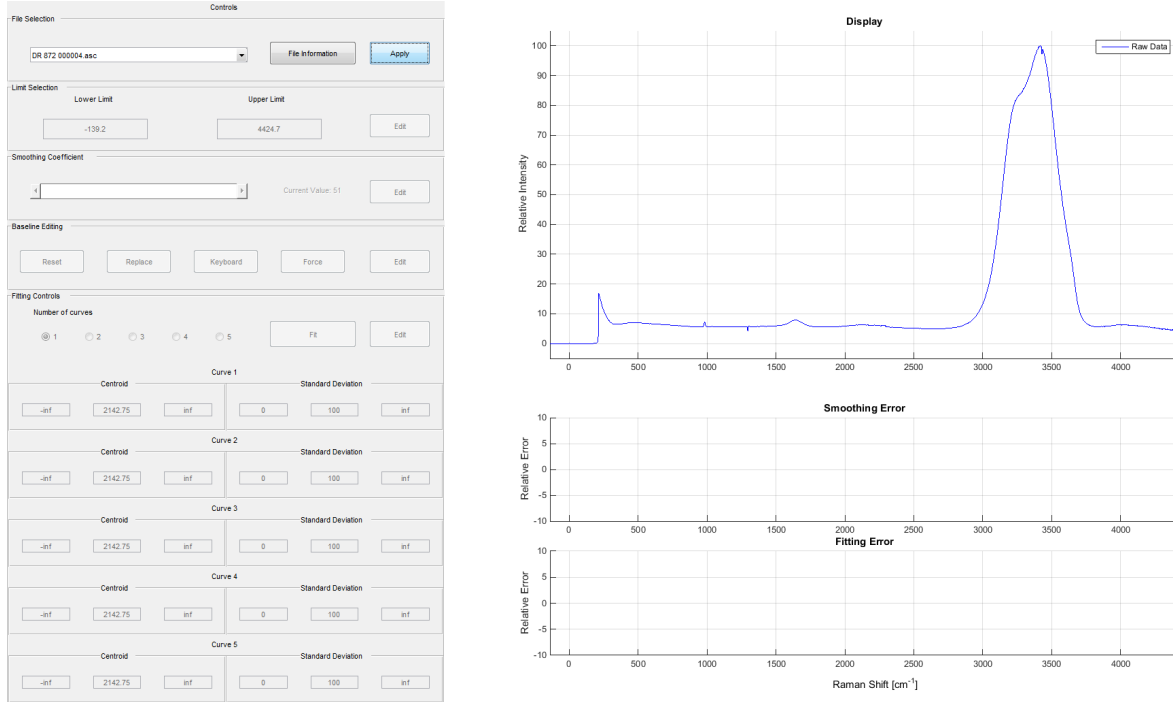 Controls
File Selection
DR 872 000004.asc
File Information
Apply
Limit Selection
Lower Limit
Upper Limit
-139.2
4424.7
Edit
Smoothing Coefficient
Current Value: 51
Edit
Baseline Editing
Reset
Replace
Keyboard
Force
Edit
Fitting Controls
Number of curves
1
2
3
4
5
Fit
Edit
Curve 1
Centroid
Standard Deviation
-inf
2142.75
inf
0
100
inf
Curve 2
Centroid
Standard Deviation
-inf
2142.75
inf
0
100
inf
Curve 3
Centroid
Standard Deviation
-inf
2142.75
inf
0
100
inf
Curve 4
Centroid
Standard Deviation
-inf
2142.75
inf
0
100
inf
Curve 5
Centroid
Standard Deviation
-inf
2142.75
inf
0
100
inf
Display
Raw Data
Relative Intensity
100
90
80
70
60
50
40
30
20
10
0
0 500 1000 1500 2000 2500 3000 3500 4000
Smoothing Error
Relative Error
10
5
0
-5
-10
0 500 1000 1500 2000 2500 3000 3500 4000
Fitting Error
Relative Error
10
5
0
-5
-10
0 500 1000 1500 2000 2500 3000 3500 4000
Raman Shift [cm⁻¹]